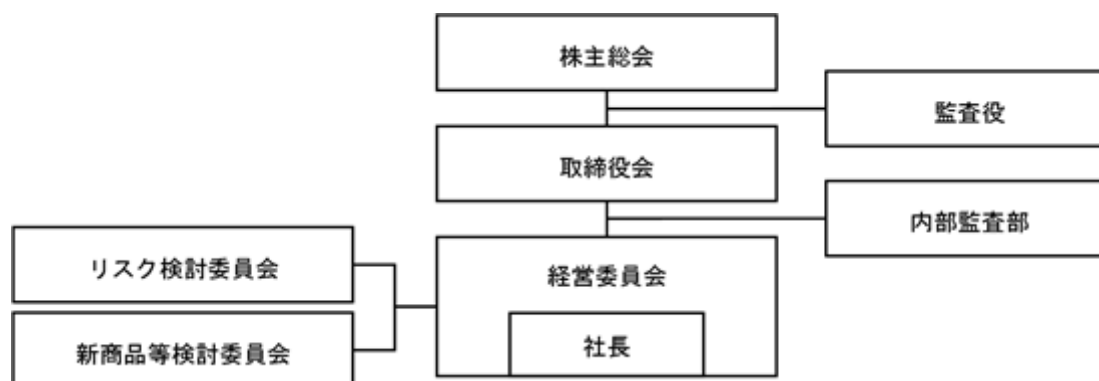 株主総会
監査役
取締役会
内部監査部
リスク検討委員会
経営委員会
新商品等検討委員会
社長